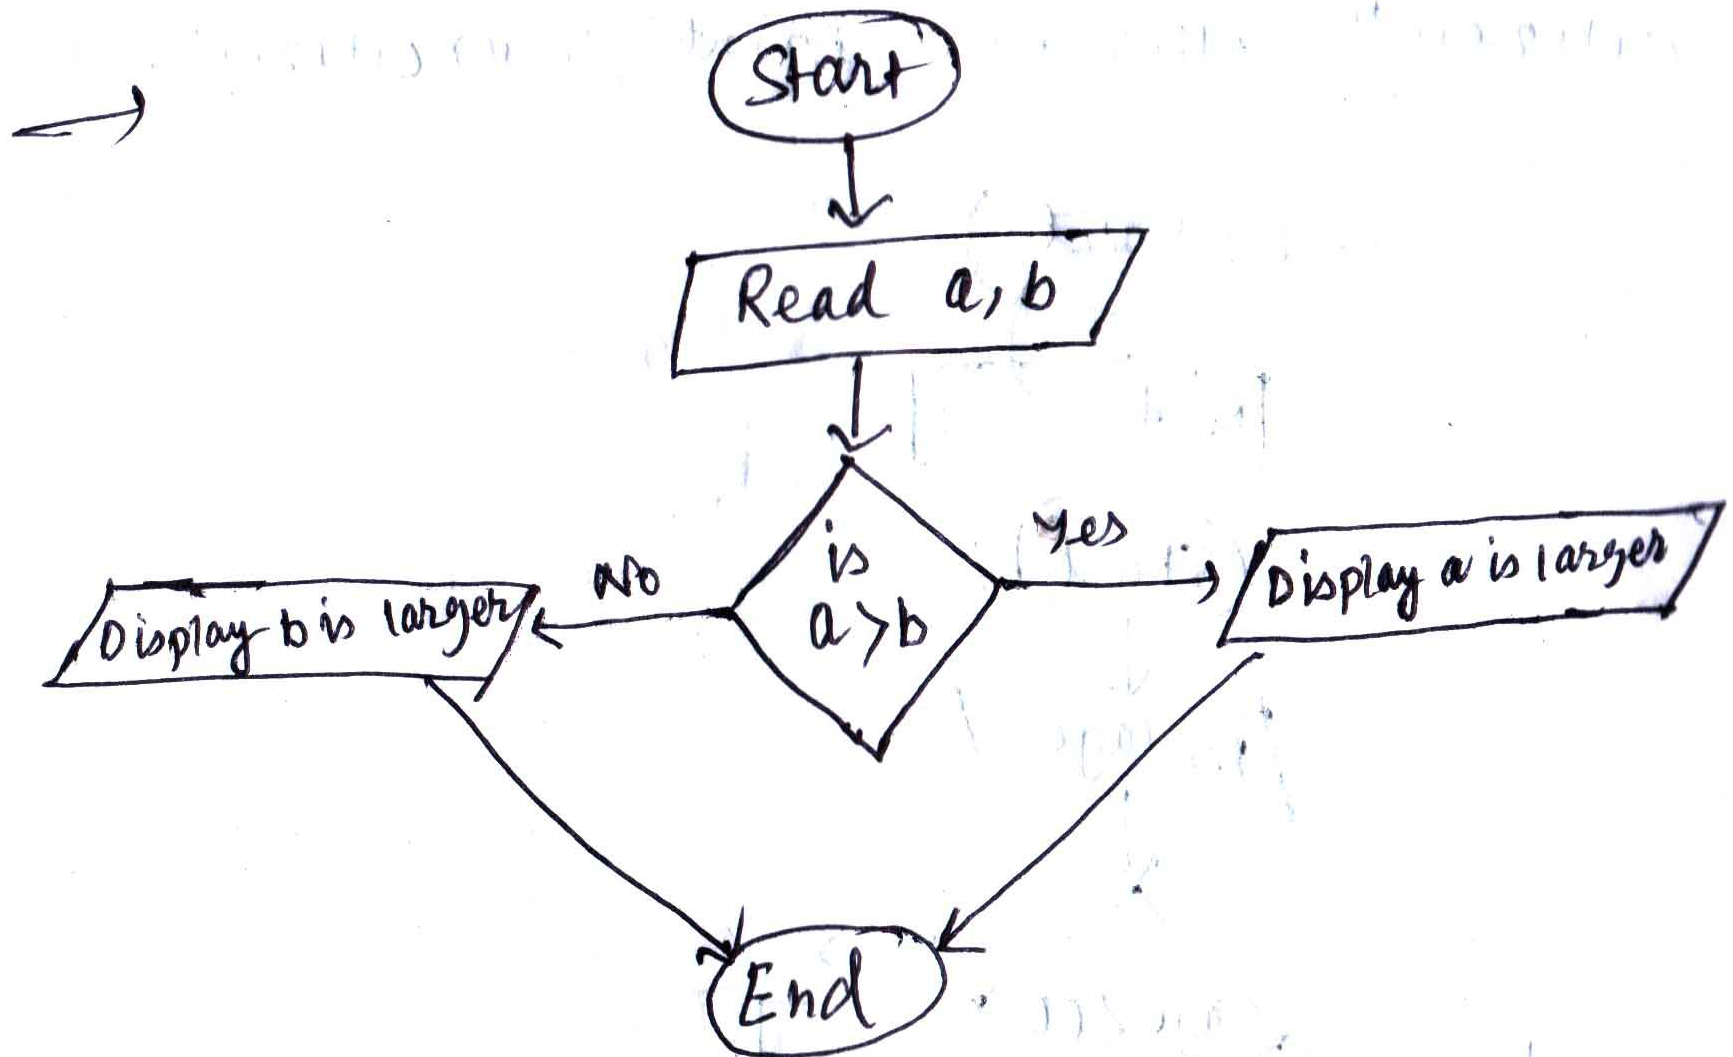 Start
Read a, b
is
a > b
Yes
No
Display a is larger
Display b is larger
End